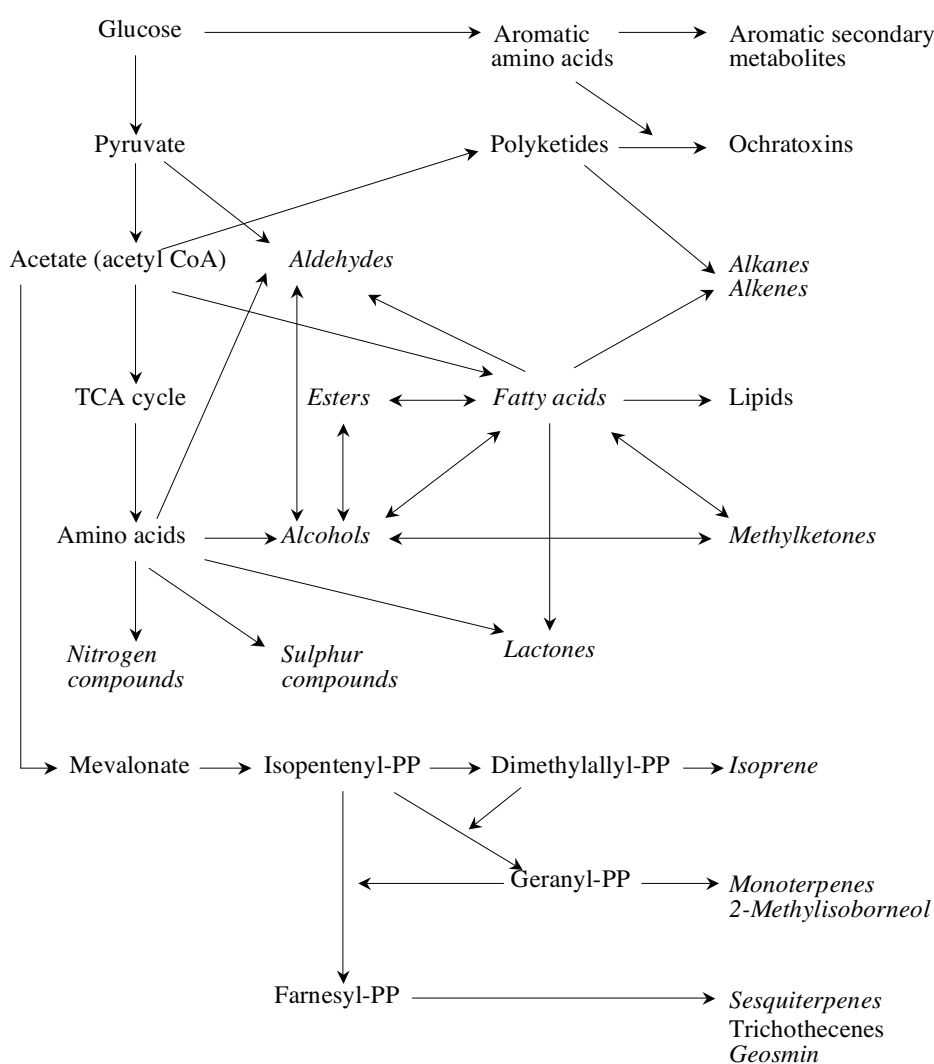 Glucose
Aromatic
amino acids
Aromatic secondary
metabolites
Pyruvate
Polyketides
Ochratoxins
Acetate (acetyl CoA)
Aldehydes
Alkanes
Alkenes
TCA cycle
Esters
Fatty acids
Lipids
Amino acids
Alcohols
Methylketones
Nitrogen
compounds
Sulphur
compounds
Lactones
Mevalonate
Isopentenyl-PP
Dimethylallyl-PP
Isoprene
Geranyl-PP
Monoterpenes
2-Methylisoborneol
Farnesyl-PP
Sesquiterpenes
Trichothecenes
Geosmin